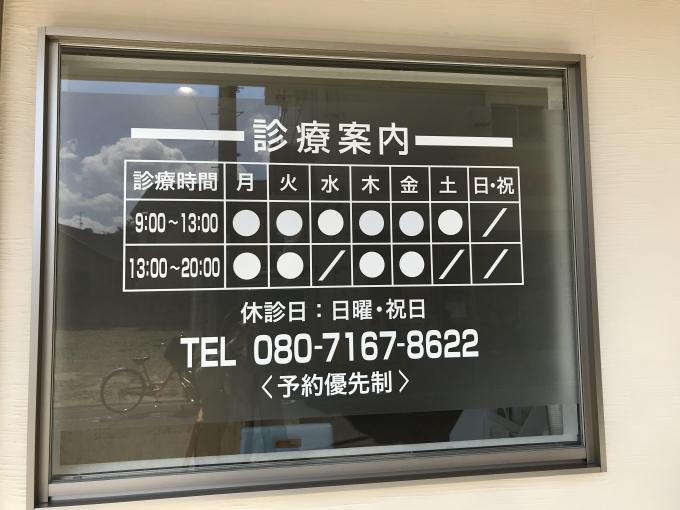 診療案内
診療時間 月 火 水 木 金 土 日・祝
9:00~13:00 ● ● ● ● ● ● /
13:00~20:00 ● ● / ● ● / /
休診日：日曜・祝日
TEL 080-7167-8622
〈予約優先制〉